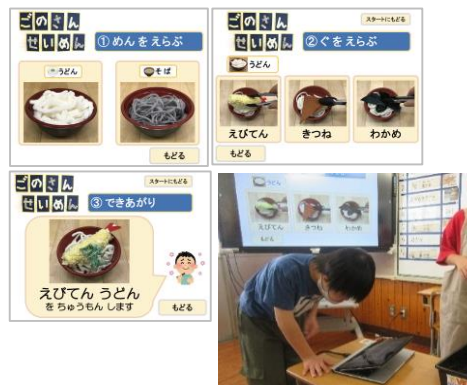 ごのさん
せいめん
①めんをえらぶ
うどん
そば
もどる
ごのさん
せいめん
スタートにもどる
②ぐをえらぶ
うどん
えびてん
きつね
わかめ
もどる
ごのさん
せいめん
スタートにもどる
③できあがり
えびてん うどん
を ちゅうもん します
もどる
うどん
えびてん
きつね
わかめ
もどる